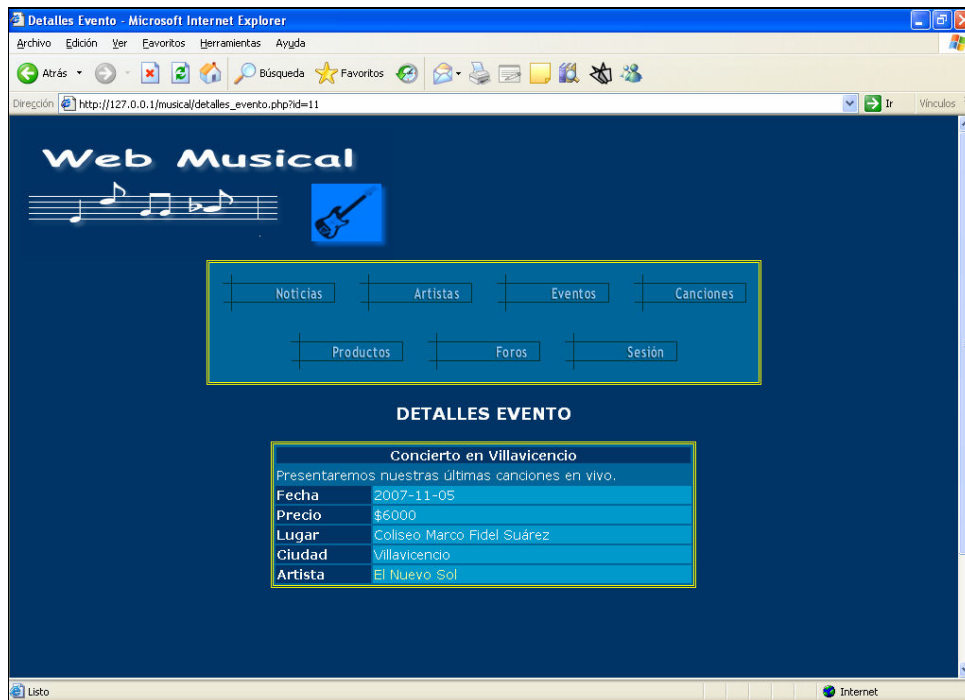 Detalles Evento - Microsoft Internet Explorer
Archivo Edición Ver Favoritos Herramientas Ayuda
Atrás Búsqueda Favoritos
Dirección http://127.0.0.1/musical/detalles_evento.php?id=11 Ir Vínculos
Web Musical
Noticias Artistas Eventos Canciones
Productos Foros Sesión
DETALLES EVENTO
Concierto en Villavicencio
Presentaremos nuestras últimas canciones en vivo.
Fecha 2007-11-05
Precio $6000
Lugar Coliseo Marco Fidel Suárez
Ciudad Villavicencio
Artista El Nuevo Sol
Listo Internet